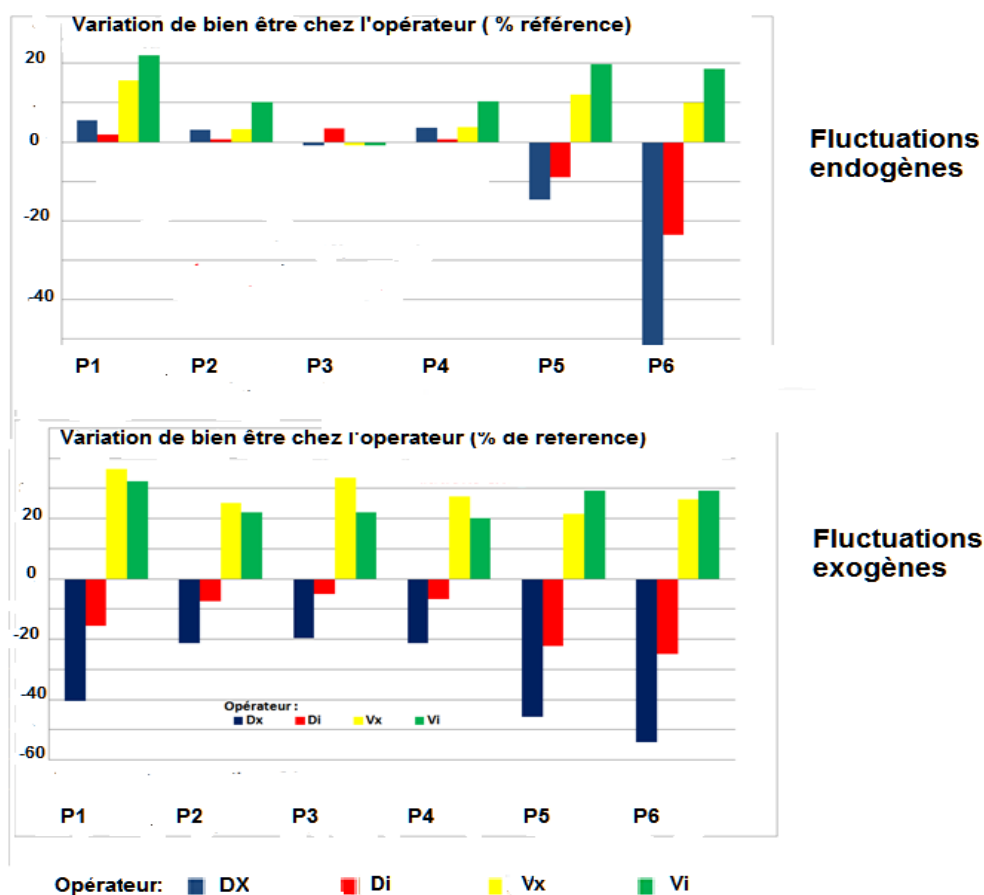 Variation de bien être chez l'opérateur ( % référence)
20
0
-20
-40
P1 P2 P3 P4 P5 P6
Fluctuations
endogènes
Variation de bien être chez l'operateur (% de reference)
20
0
-20
-40
-60
Opérateur :
Dx Di Vx Vi
P1 P2 P3 P4 P5 P6
Fluctuations
exogènes
Opérateur: DX Di Vx Vi